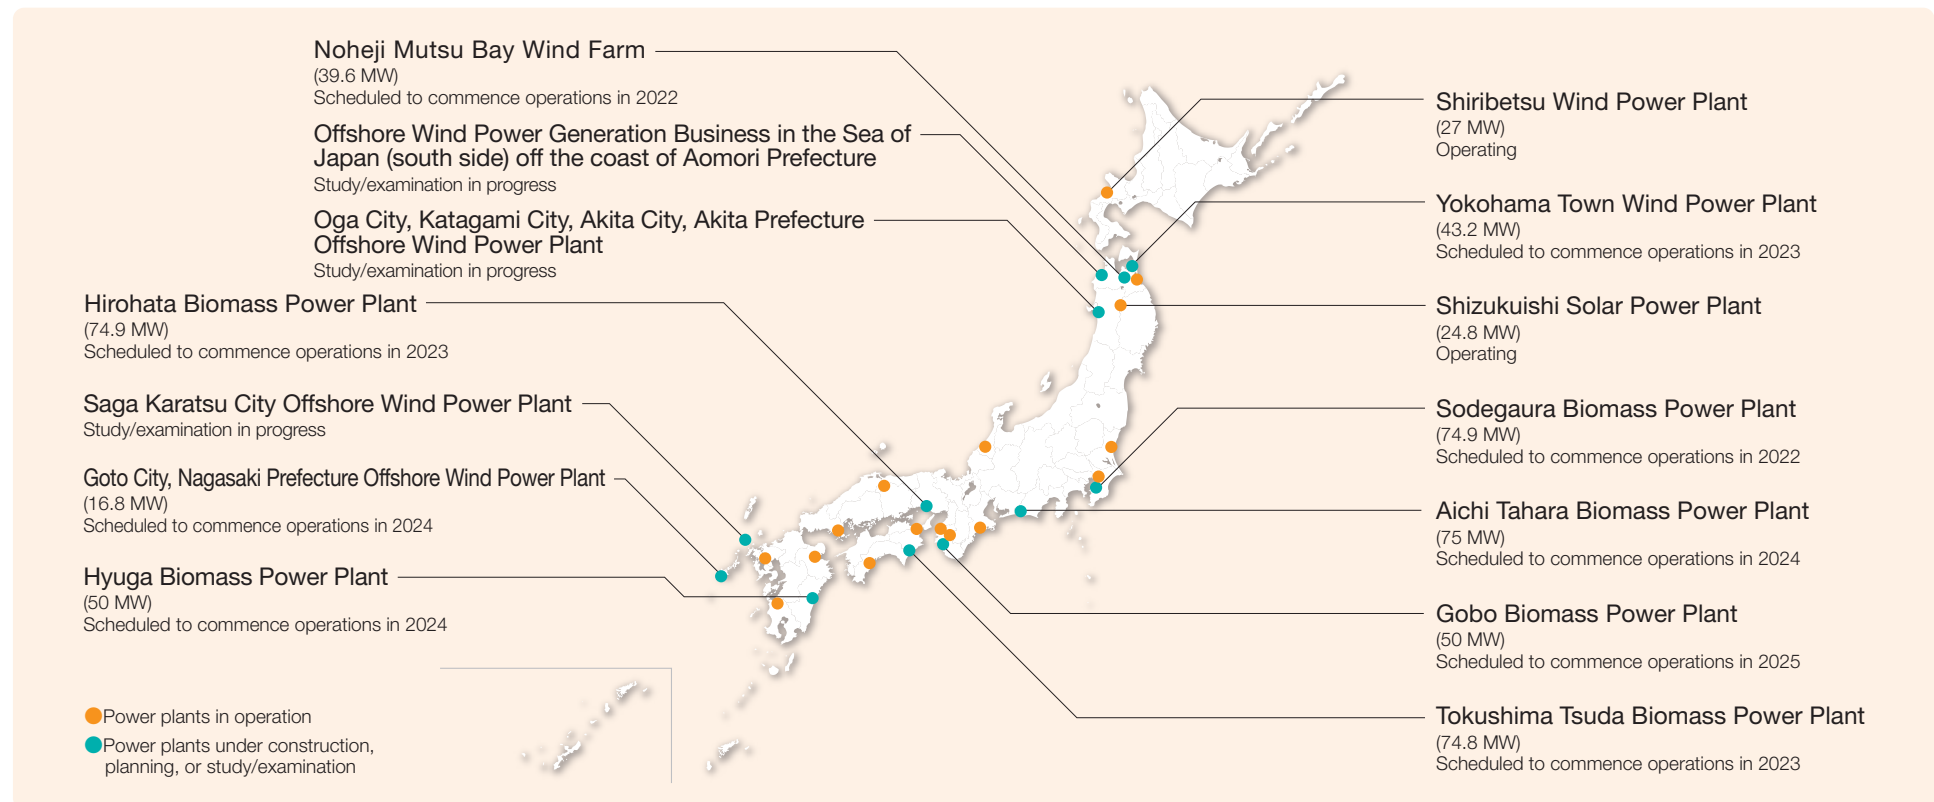 Noheji Mutsu Bay Wind Farm
(39.6 MW)
Scheduled to commence operations in 2022
Offshore Wind Power Generation Business in the Sea of
Japan (south side) off the coast of Aomori Prefecture
Study/examination in progress
Oga City, Katagami City, Akita City, Akita Prefecture
Offshore Wind Power Plant
Study/examination in progress
Hirohata Biomass Power Plant
(74.9 MW)
Scheduled to commence operations in 2023
Saga Karatsu City Offshore Wind Power Plant
Study/examination in progress
Goto City, Nagasaki Prefecture Offshore Wind Power Plant
(16.8 MW)
Scheduled to commence operations in 2024
Hyuga Biomass Power Plant
(50 MW)
Scheduled to commence operations in 2024
Power plants in operation
Power plants under construction,
planning, or study/examination
Shiribetsu Wind Power Plant
(27 MW)
Operating
Yokohama Town Wind Power Plant
(43.2 MW)
Scheduled to commence operations in 2023
Shizukuishi Solar Power Plant
(24.8 MW)
Operating
Sodegaura Biomass Power Plant
(74.9 MW)
Scheduled to commence operations in 2022
Aichi Tahara Biomass Power Plant
(75 MW)
Scheduled to commence operations in 2024
Gobo Biomass Power Plant
(50 MW)
Scheduled to commence operations in 2025
Tokushima Tsuda Biomass Power Plant
(74.8 MW)
Scheduled to commence operations in 2023